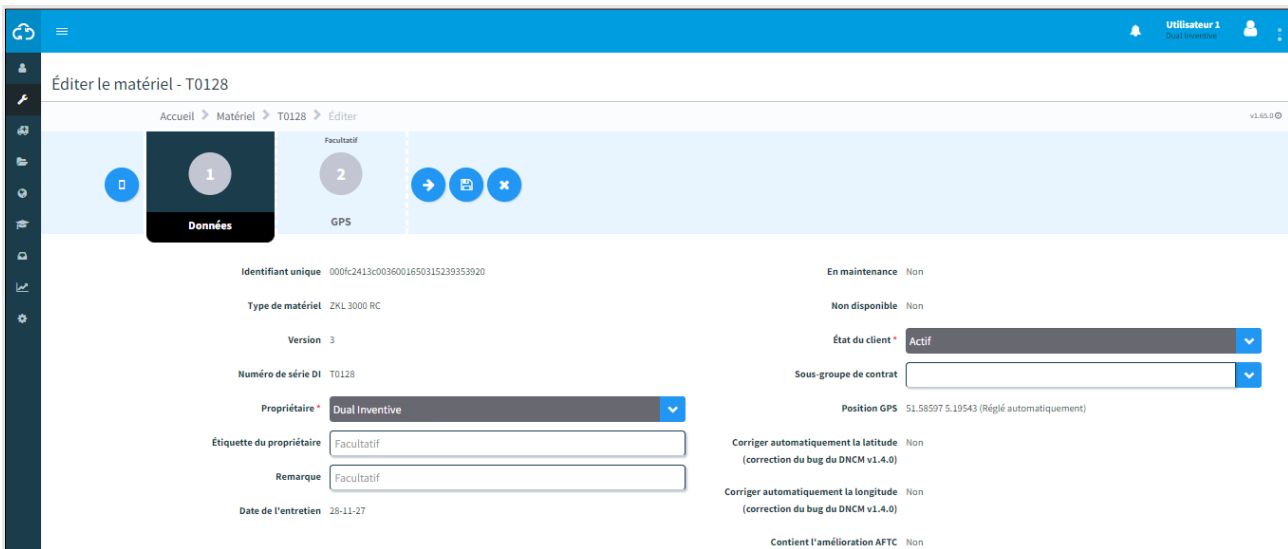 Utilisateur 1
Dual Inventive
Éditer le matériel - T0128
Accueil Matériel T0128 Éditer
v1.65.0
1
Données
Facultatif
2
GPS
Identifiant unique 000fc2413c0036001650315239353920
Type de matériel ZKL 3000 RC
Version 3
Numéro de série DI T0128
Propriétaire * Dual Inventive
Étiquette du propriétaire Facultatif
Remarque Facultatif
Date de l'entretien 28-11-27
En maintenance Non
Non disponible Non
État du client * Actif
Sous-groupe de contrat
Position GPS 51.58597 5.19543 (Réglé automatiquement)
Corriger automatiquement la latitude Non
(correction du bug du DNCM v1.4.0)
Corriger automatiquement la longitude Non
(correction du bug du DNCM v1.4.0)
Contient l'amélioration AFTC Non